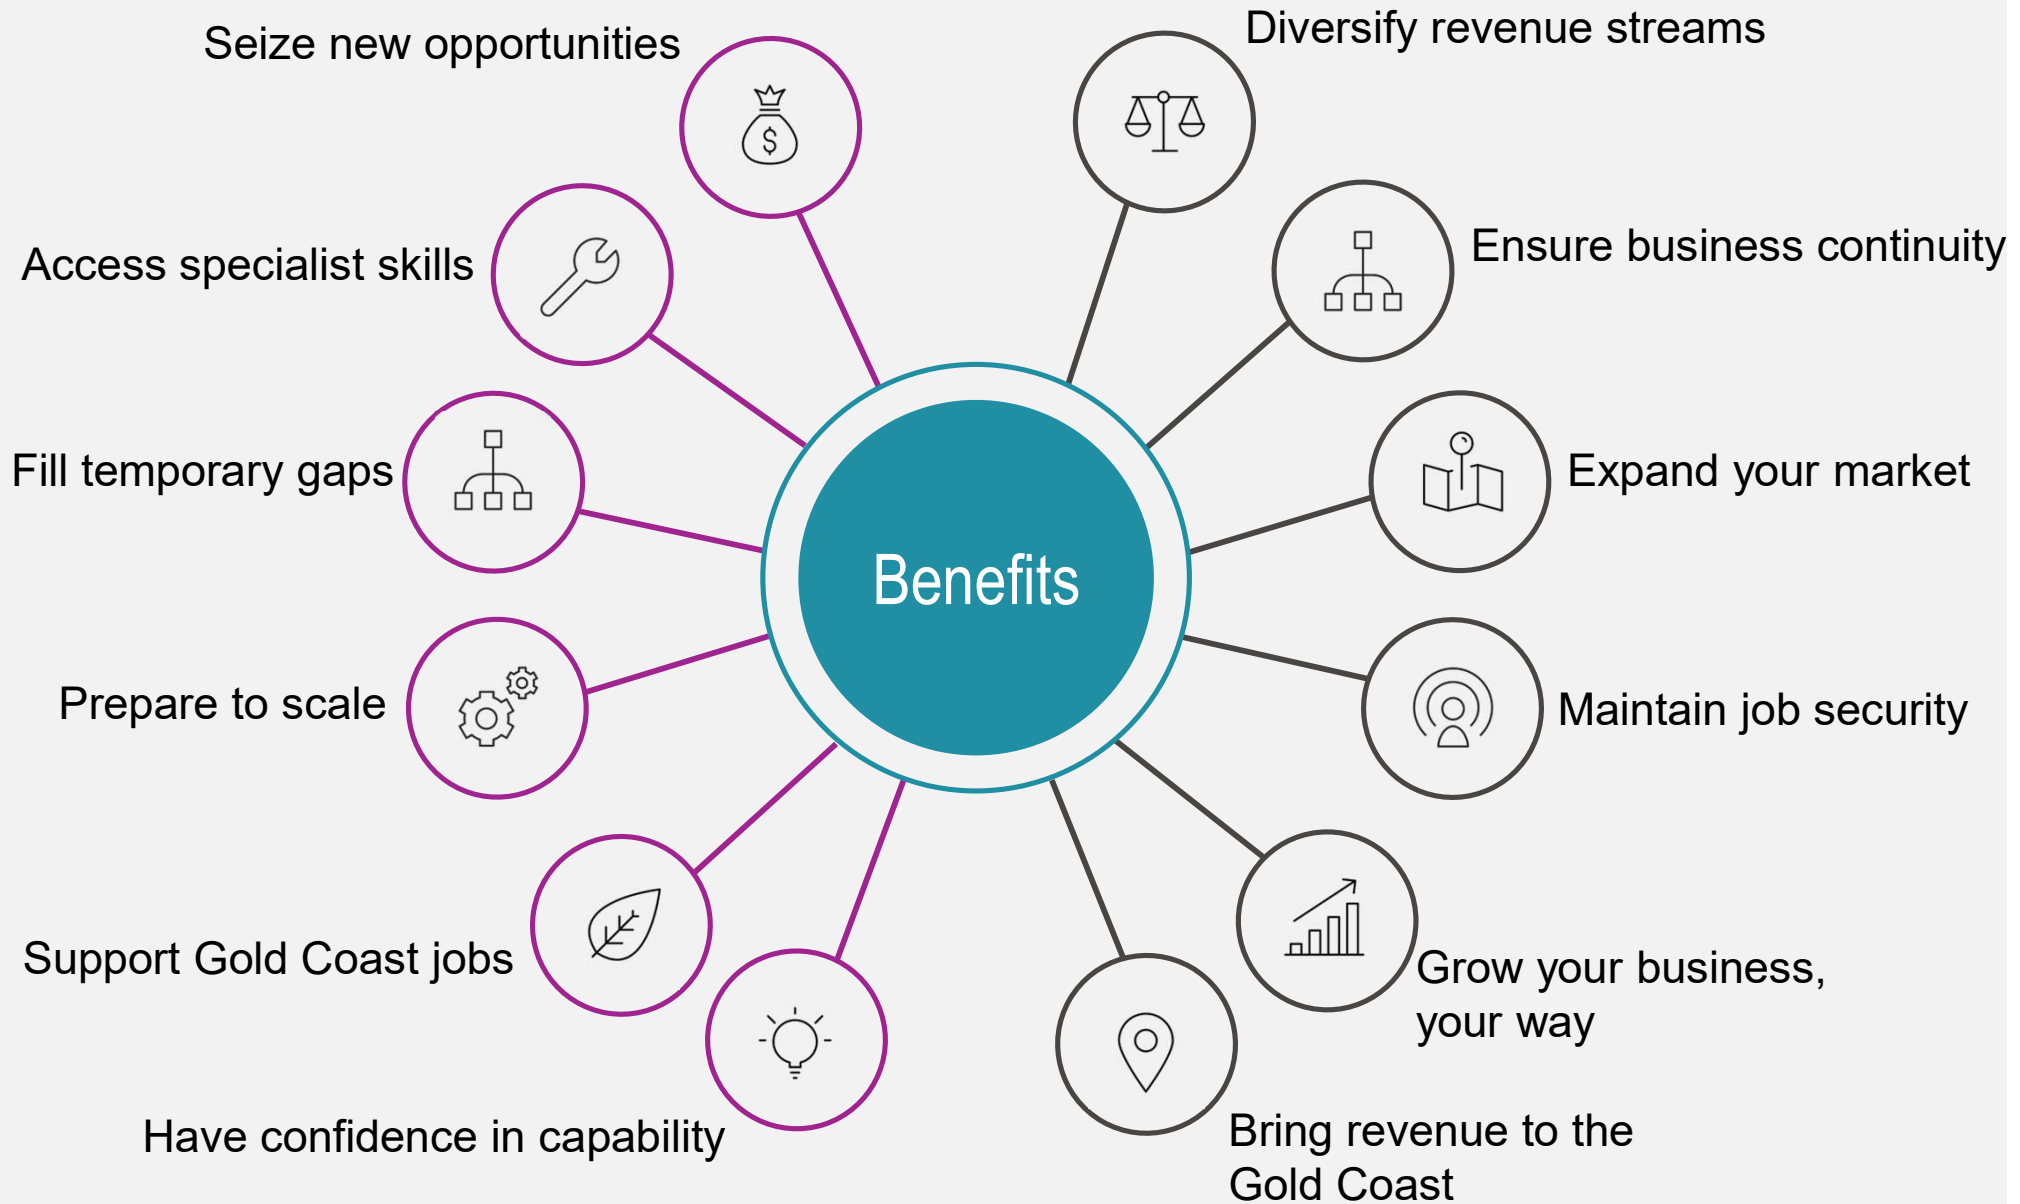 Seize new opportunities
Access specialist skills
Fill temporary gaps
Prepare to scale
Support Gold Coast jobs
Have confidence in capability
$
Benefits
Diversify revenue streams
Ensure business continuity
Expand your market
Maintain job security
Grow your business,
your way
Bring revenue to the
Gold Coast